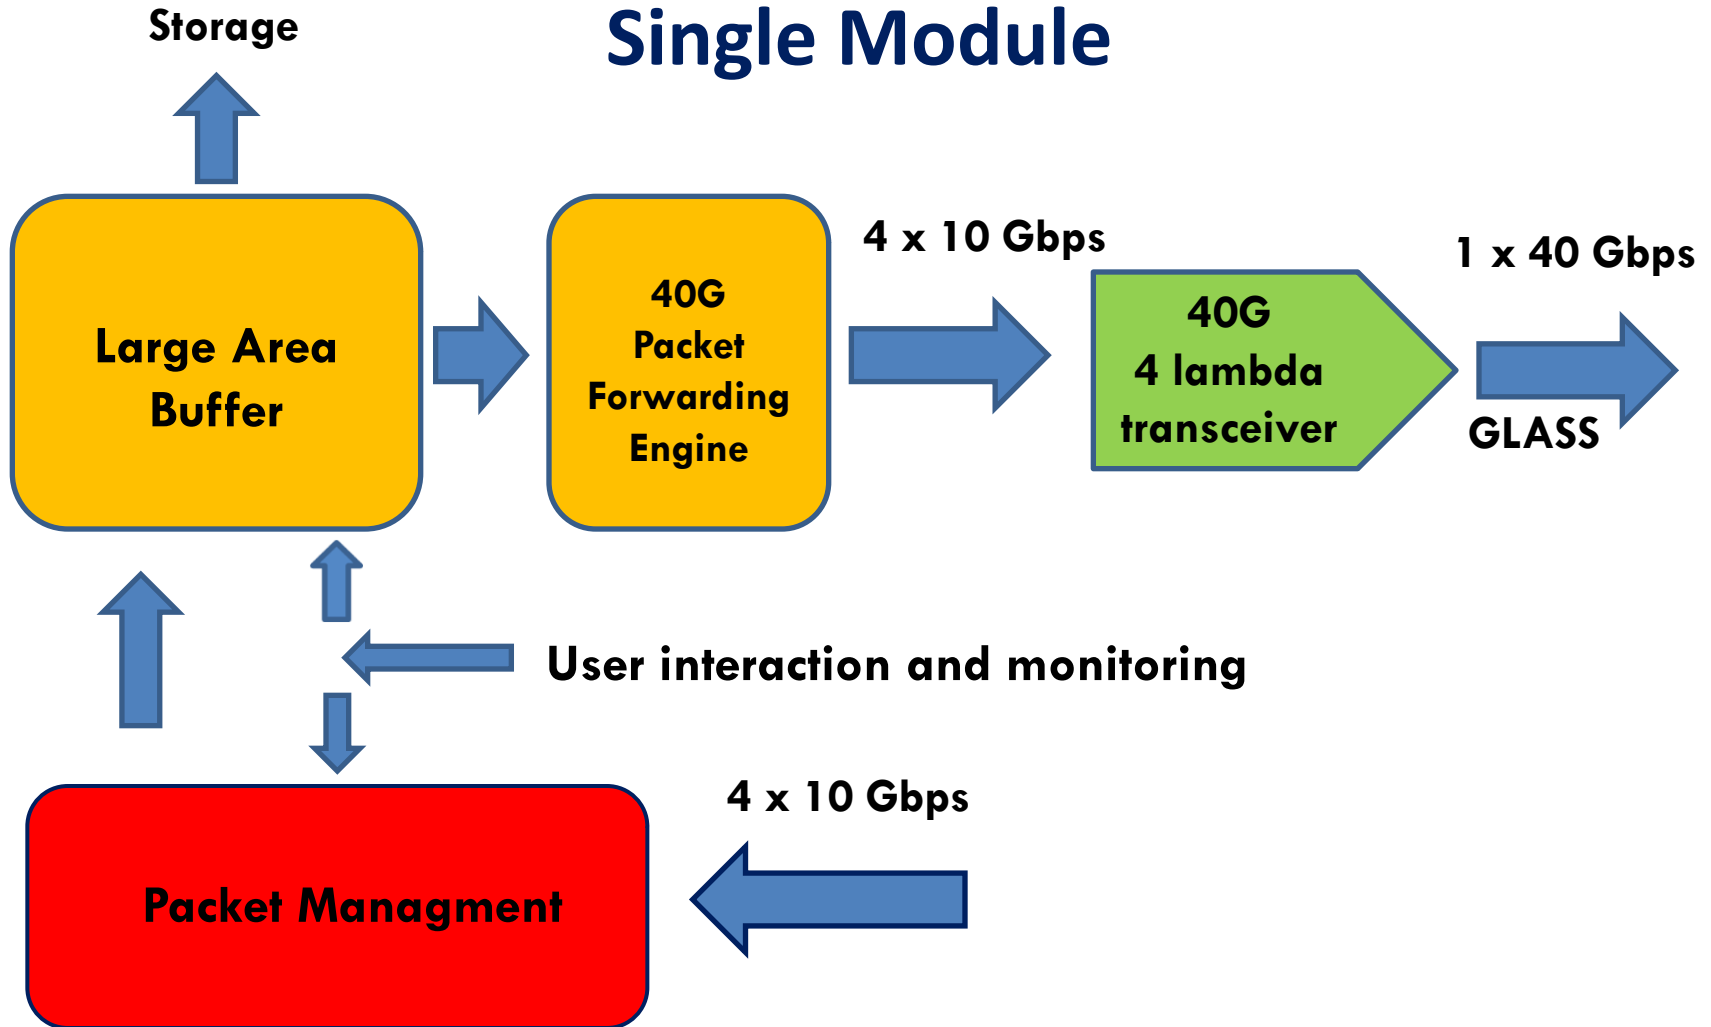 Storage
Single Module
Large Area
Buffer
40G
Packet
Forwarding
Engine
4 x 10 Gbps
40G
4 lambda
transceiver
1 x 40 Gbps
GLASS
User interaction and monitoring
4 x 10 Gbps
Packet Managment